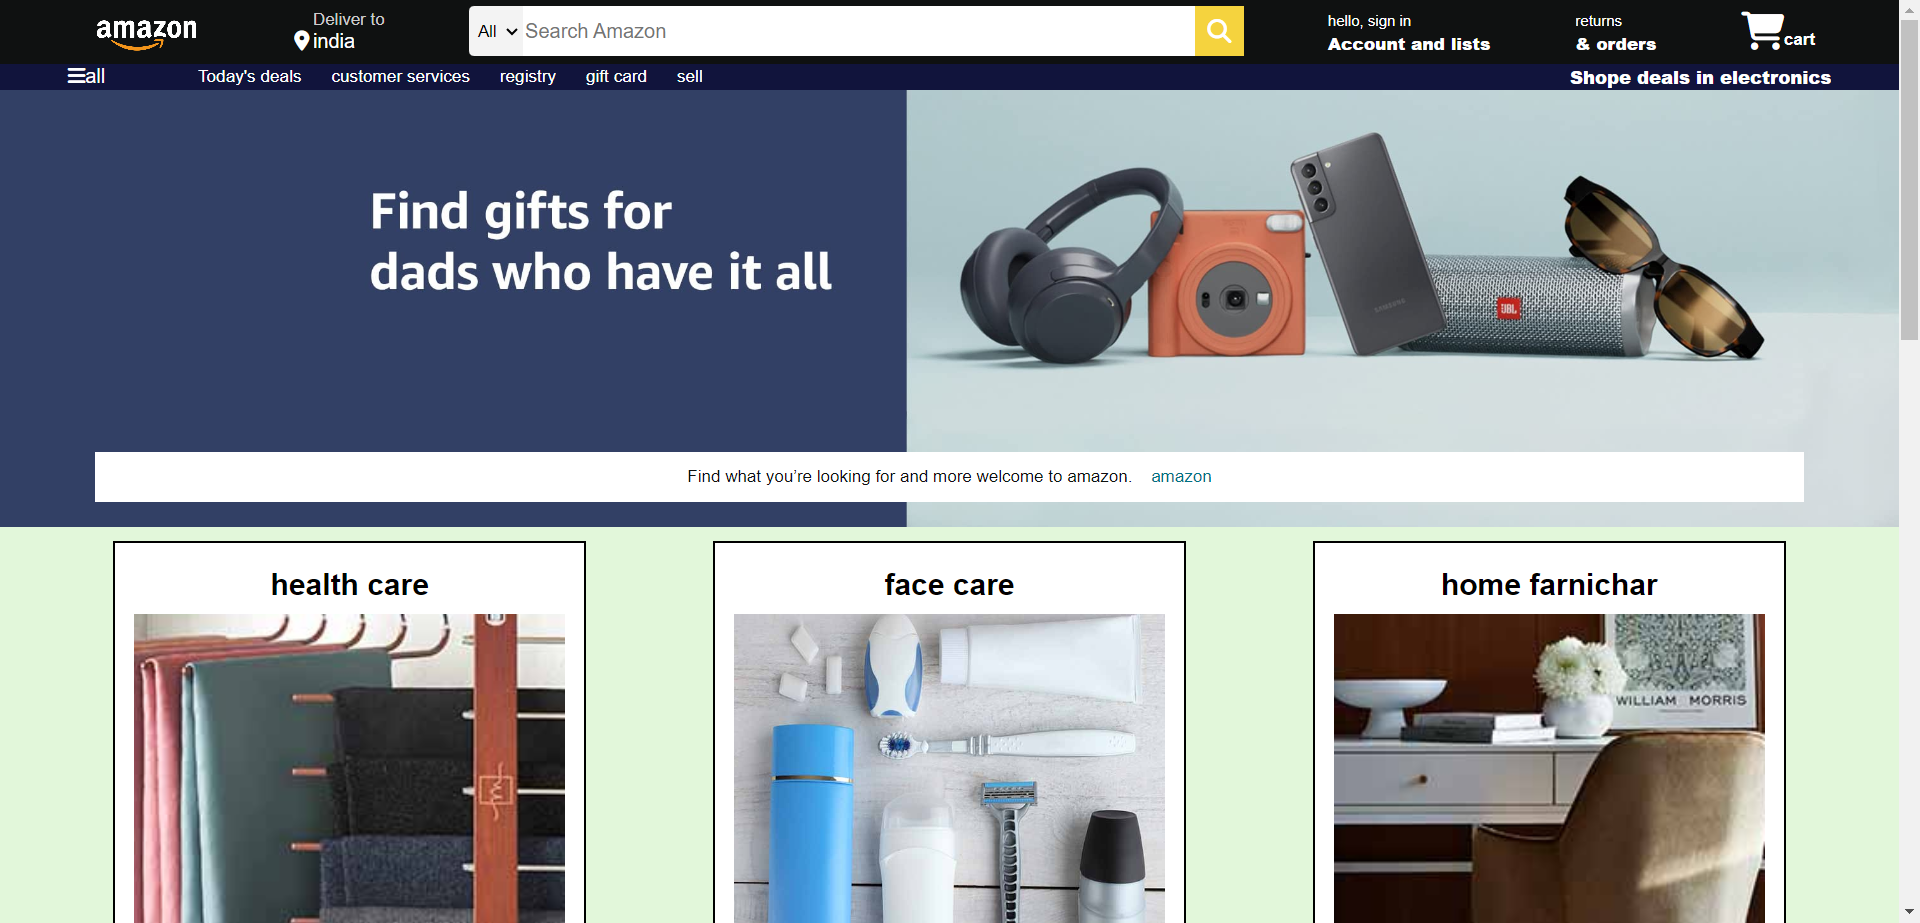 amazon
Deliver to
india
All
Search Amazon
hello, sign in
Account and lists
returns
& orders
cart
all
Today's deals
customer services
registry
gift card
sell
Shope deals in electronics
Find gifts for
dads who have it all
SAMSUNG
JBL
Find what you’re looking for and more welcome to amazon. amazon
health care
face care
home farnichar
WILLIAM MORRIS